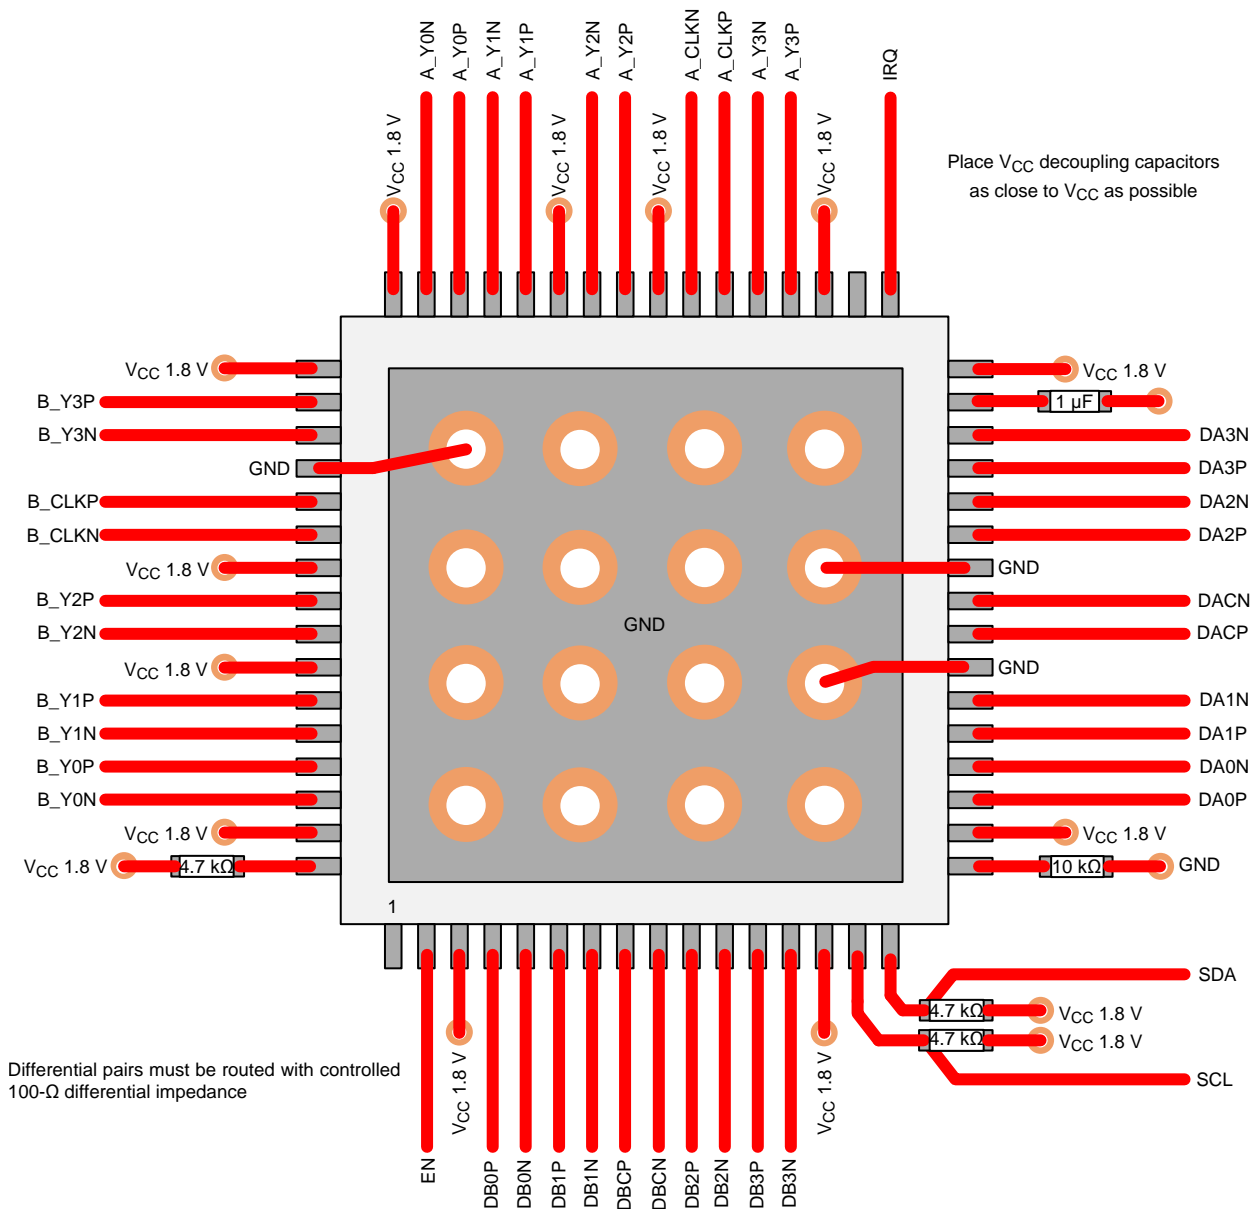 A_Y0N
A_Y0P
A_Y1N
A_Y1P
A_Y2N
A_Y2P
A_CLKN
A_CLKP
A_Y3N
A_Y3P
IRQ
VCC 1.8 V
VCC 1.8 V
VCC 1.8 V
VCC 1.8 V
Place VCC decoupling capacitors
as close to VCC as possible
VCC 1.8 V
B_Y3P
B_Y3N
GND
B_CLKP
B_CLKN
VCC 1.8 V
B_Y2P
B_Y2N
VCC 1.8 V
B_Y1P
B_Y1N
B_Y0P
B_Y0N
VCC 1.8 V
VCC 1.8 V
4.7 kΩ
GND
1
VCC 1.8 V
1 µF
DA3N
DA3P
DA2N
DA2P
GND
DACN
DACP
GND
DA1N
DA1P
DA0N
DA0P
VCC 1.8 V
10 kΩ
GND
SDA
4.7 kΩ
VCC 1.8 V
4.7 kΩ
VCC 1.8 V
SCL
Differential pairs must be routed with controlled
100-Ω differential impedance
EN
VCC 1.8 V
DB0P
DB0N
DB1P
DB1N
DBCP
DBCN
DB2P
DB2N
DB3P
DB3N
VCC 1.8 V